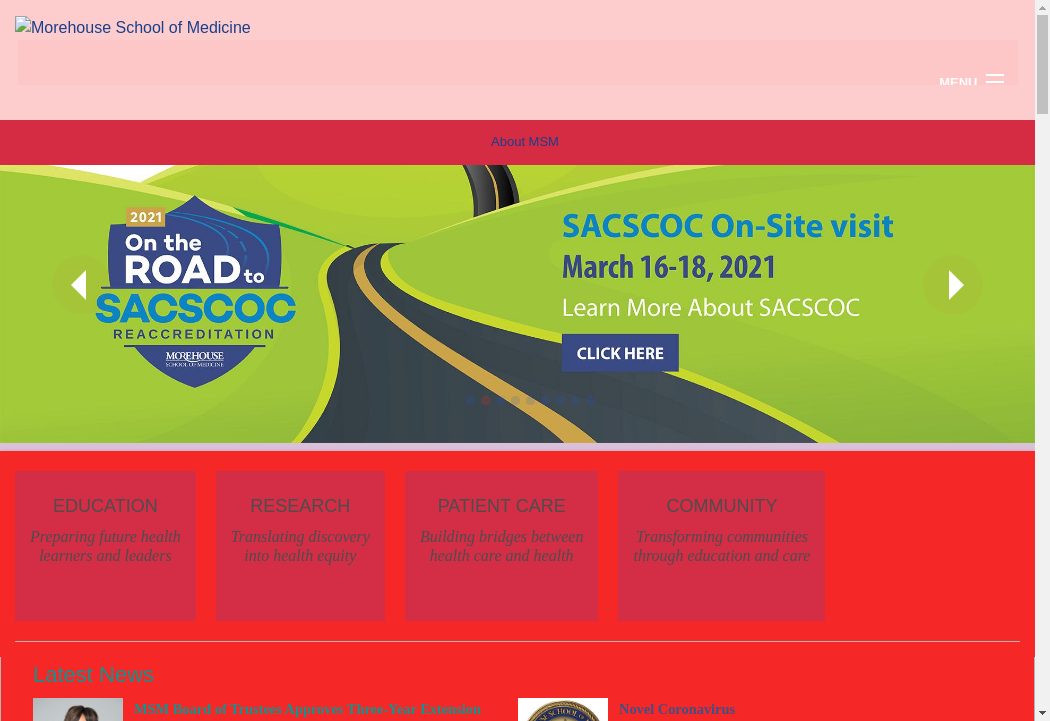 Morehouse School of Medicine
MENU
About MSM
2021
On the
ROAD to
SACSCOC
REACCREDITATION
MOREHOUSE
SCHOOL OF MEDICINE
SACSCOC On-Site visit
March 16-18, 2021
Learn More About SACSCOC
CLICK HERE
EDUCATION
Preparing future health
learners and leaders
RESEARCH
Translating discovery
into health equity
PATIENT CARE
Building bridges between
health care and health
COMMUNITY
Transforming communities
through education and care
Latest News
MSM Board of Trustees Approves Three-Year Extension
Novel Coronavirus